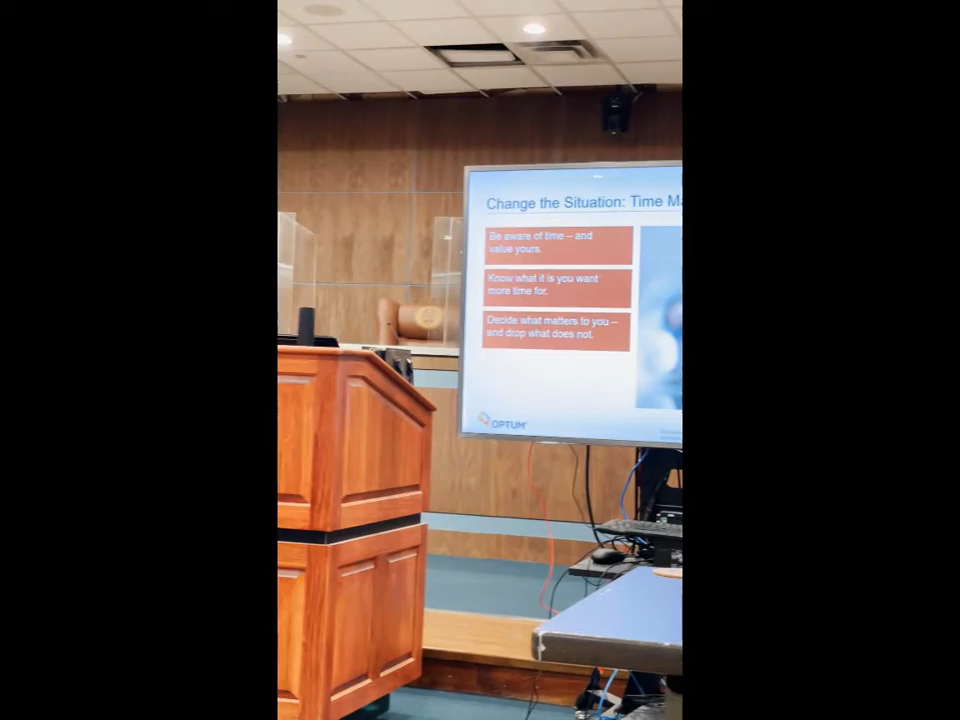 Change the Situation: Time Ma
Be aware of time – and
value yours.
Know what it is you want
more time for.
Decide what matters to you –
and drop what does not.
OPTUM